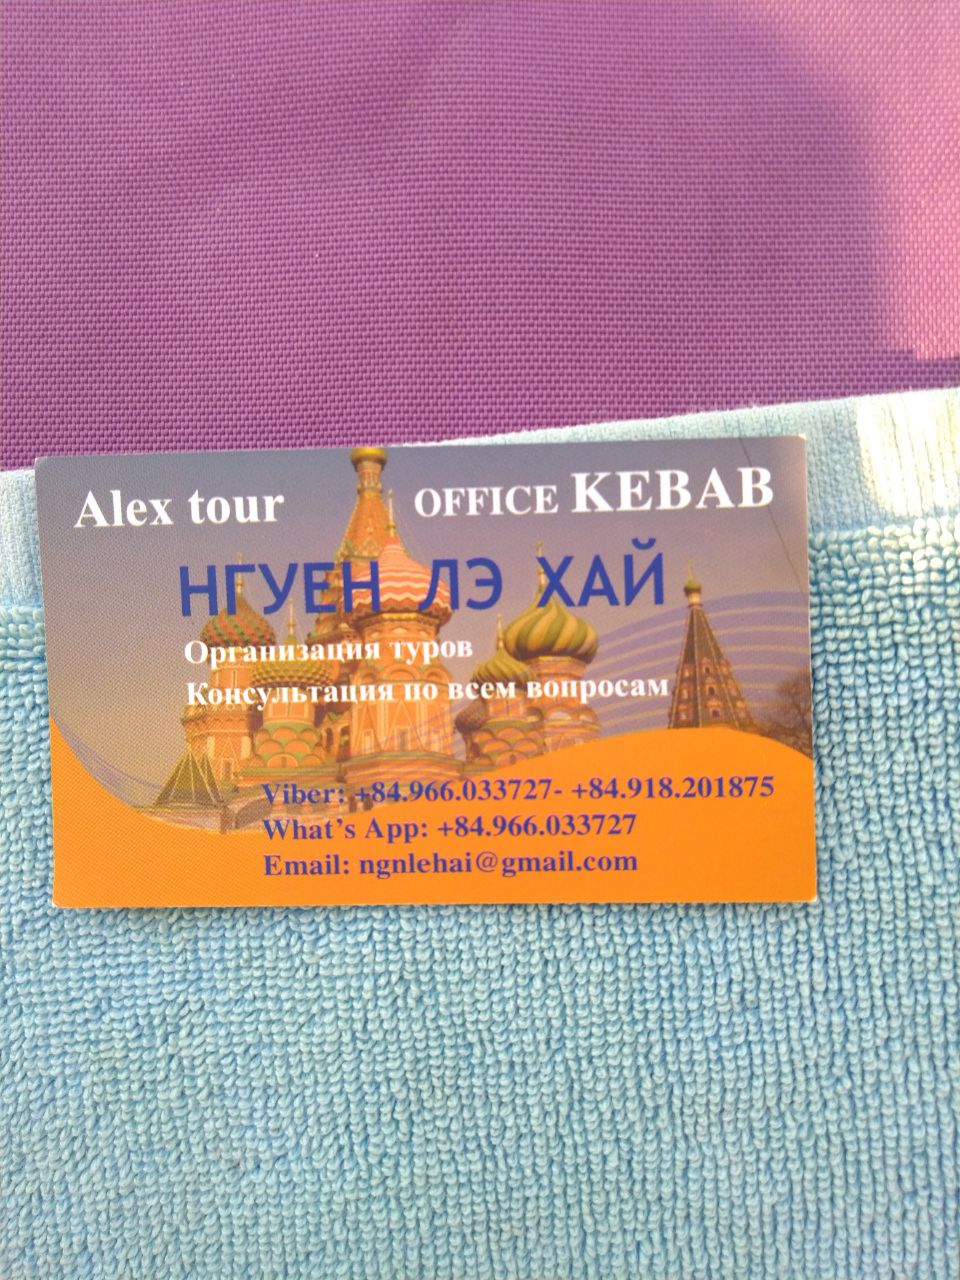 Alex tour OFFICE KEBAB
НГУЕН ЛЭ ХАЙ
Организация туров
Консультация по всем вопросам
Viber: +84.966.033727- +84.918.201875
What's App: +84.966.033727
Email: ngnlehai@gmail.com